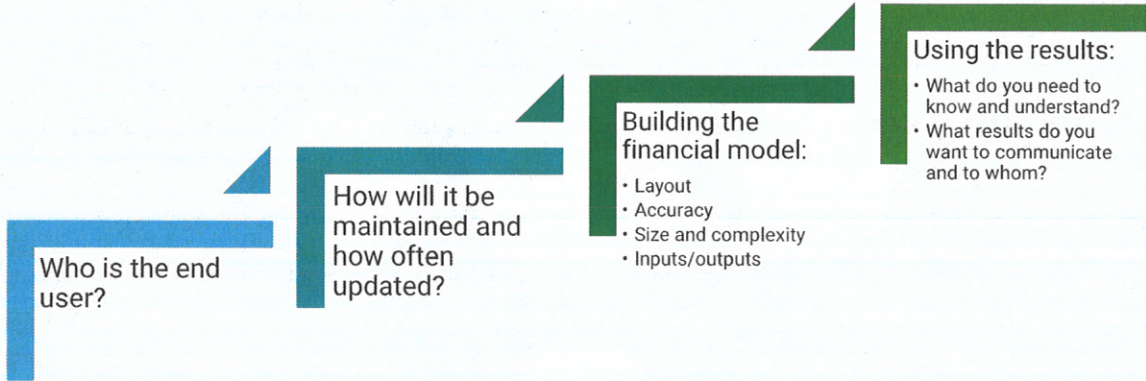 Who is the end
user?
How will it be
maintained and
how often
updated?
Building the
financial model:
• Layout
• Accuracy
• Size and complexity
• Inputs/outputs
Using the results:
• What do you need to
know and understand?
• What results do you
want to communicate
and to whom?